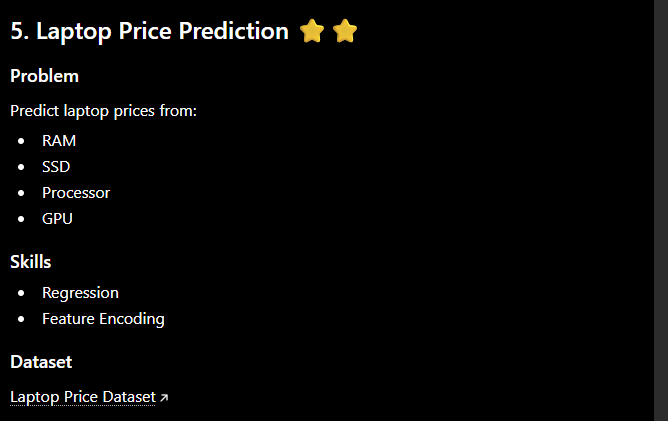 5. Laptop Price Prediction ⭐⭐
Problem
Predict laptop prices from:
• RAM
• SSD
• Processor
• GPU
Skills
• Regression
• Feature Encoding
Dataset
Laptop Price Dataset ↗